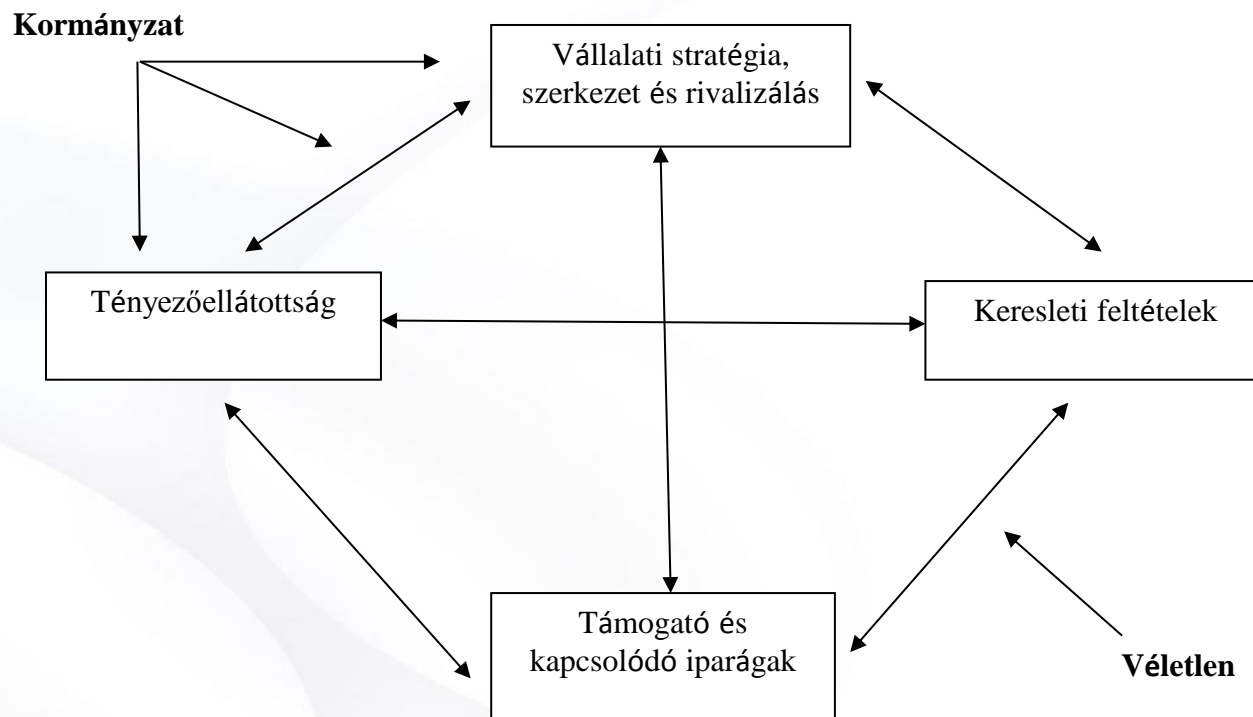 Kormányzat
Vállalati stratégia,
szerkezet és rivalizálás
Tényezőellátottság
Keresleti feltételek
Támogató és
kapcsolódó iparágak
Véletlen